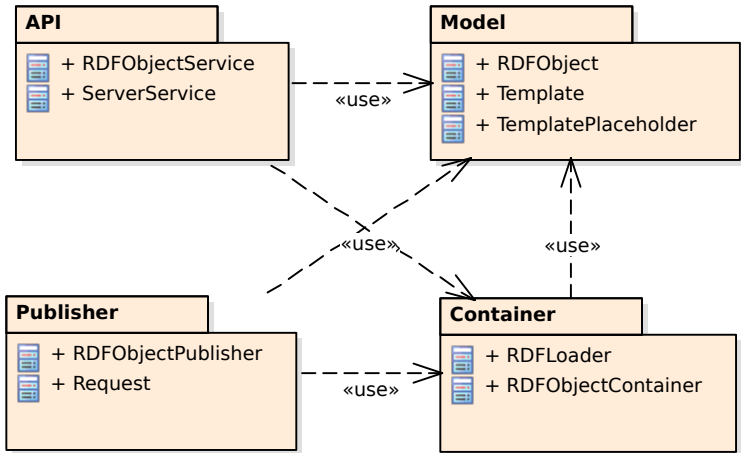 API
+ RDFObjectService
+ ServerService
Model
+ RDFObject
+ Template
+ TemplatePlaceholder
«use»
«use»
«use»
Publisher
+ RDFObjectPublisher
+ Request
Container
+ RDFLoader
+ RDFObjectContainer
«use»